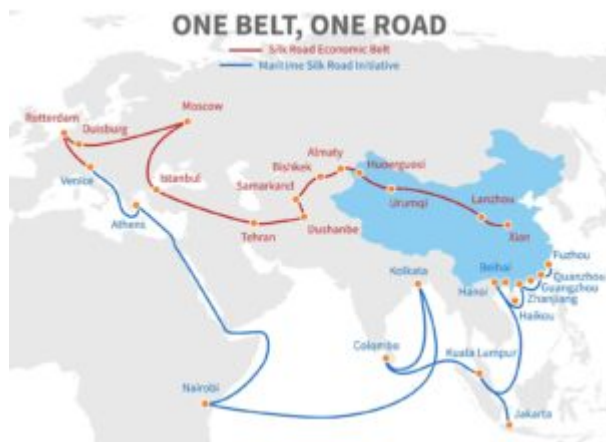 ONE BELT, ONE ROAD
Silk Road Economic Belt
Maritime Silk Road Initiative
Moscow
Rotterdam
Duisburg
Venice
Istanbul
Athens
Tehran
Samarkand
Dushanbe
Bishkek
Almaty
Huoerguosi
Urumqi
Lanzhou
Xian
Fuzhou
Quanzhou
Guangzhou
Zhanjiang
Haikou
Beihai
Hanoi
Kolkata
Colombo
Kuala Lumpur
Jakarta
Nairobi